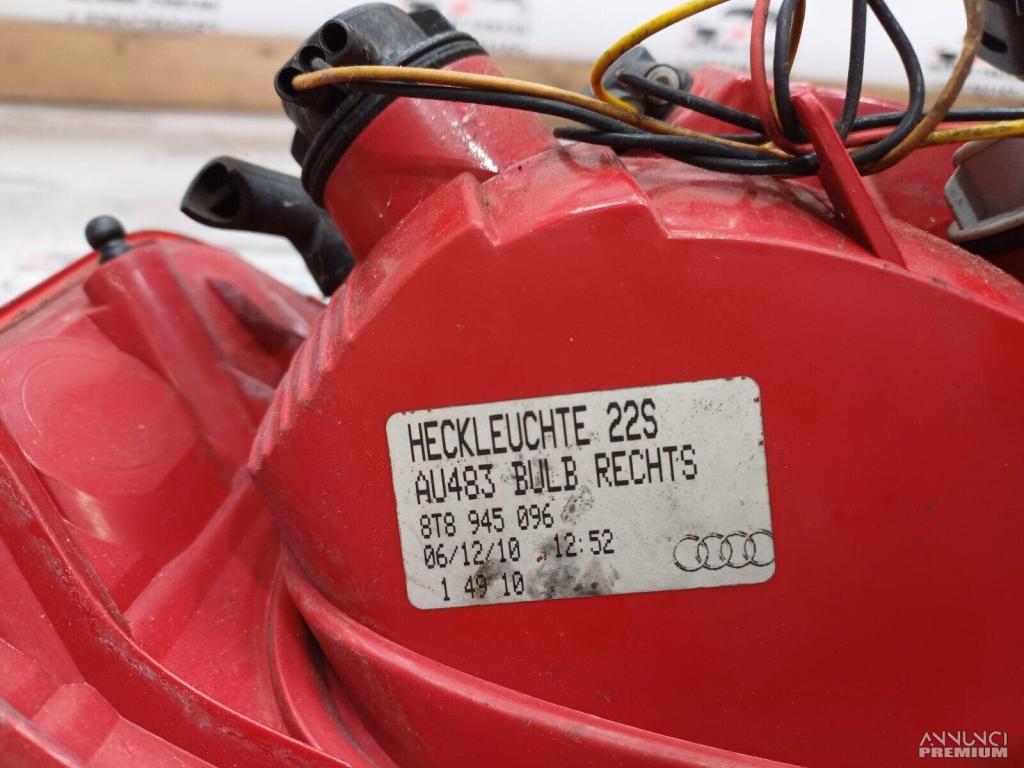 HECKLEUCHTE 22S
AU483 BULB RECHTS
8T8 945 096
06/12/10 12:52
1 49 10
ANNUNCI
PREMIUM